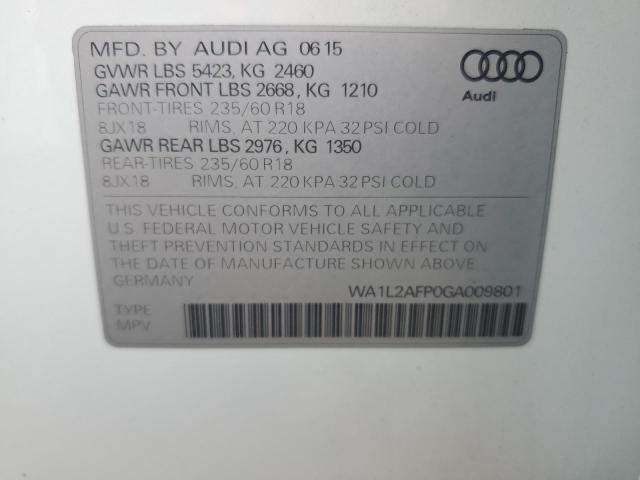 MFD. BY AUDI AG 06 15
GVWR LBS 5423, KG 2460
GAWR FRONT LBS 2668, KG 1210
FRONT-TIRES 235/60 R18
8JX18 RIMS, AT 220 KPA 32 PSI COLD
GAWR REAR LBS 2976, KG 1350
REAR-TIRES 235/60 R18
8JX18 RIMS, AT 220 KPA 32 PSI COLD
Audi
THIS VEHICLE CONFORMS TO ALL APPLICABLE
U.S. FEDERAL MOTOR VEHICLE SAFETY AND
THEFT PREVENTION STANDARDS IN EFFECT ON
THE DATE OF MANUFACTURE SHOWN ABOVE.
GERMANY
WA1L2AFP0GA009801
TYPE
MPV